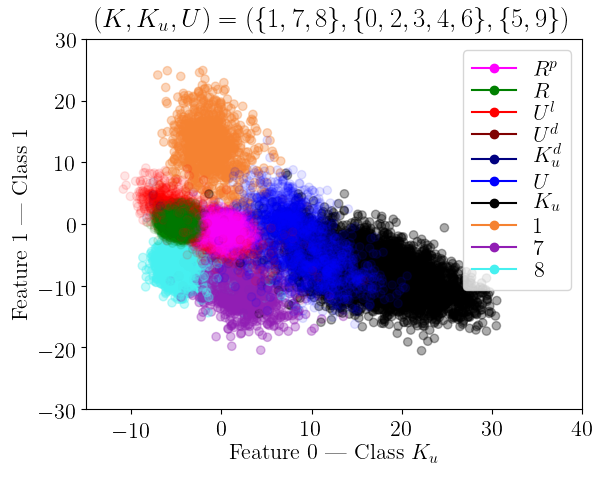 (K, K_u, U) = ({1, 7, 8}, {0, 2, 3, 4, 6}, {5, 9})
30
20
10
0
−10
−20
−30
Feature 1 — Class 1
R^p
R
U^l
U^d
K_u^d
U
K_u
1
7
8
−10
0
10
20
30
40
Feature 0 — Class K_u